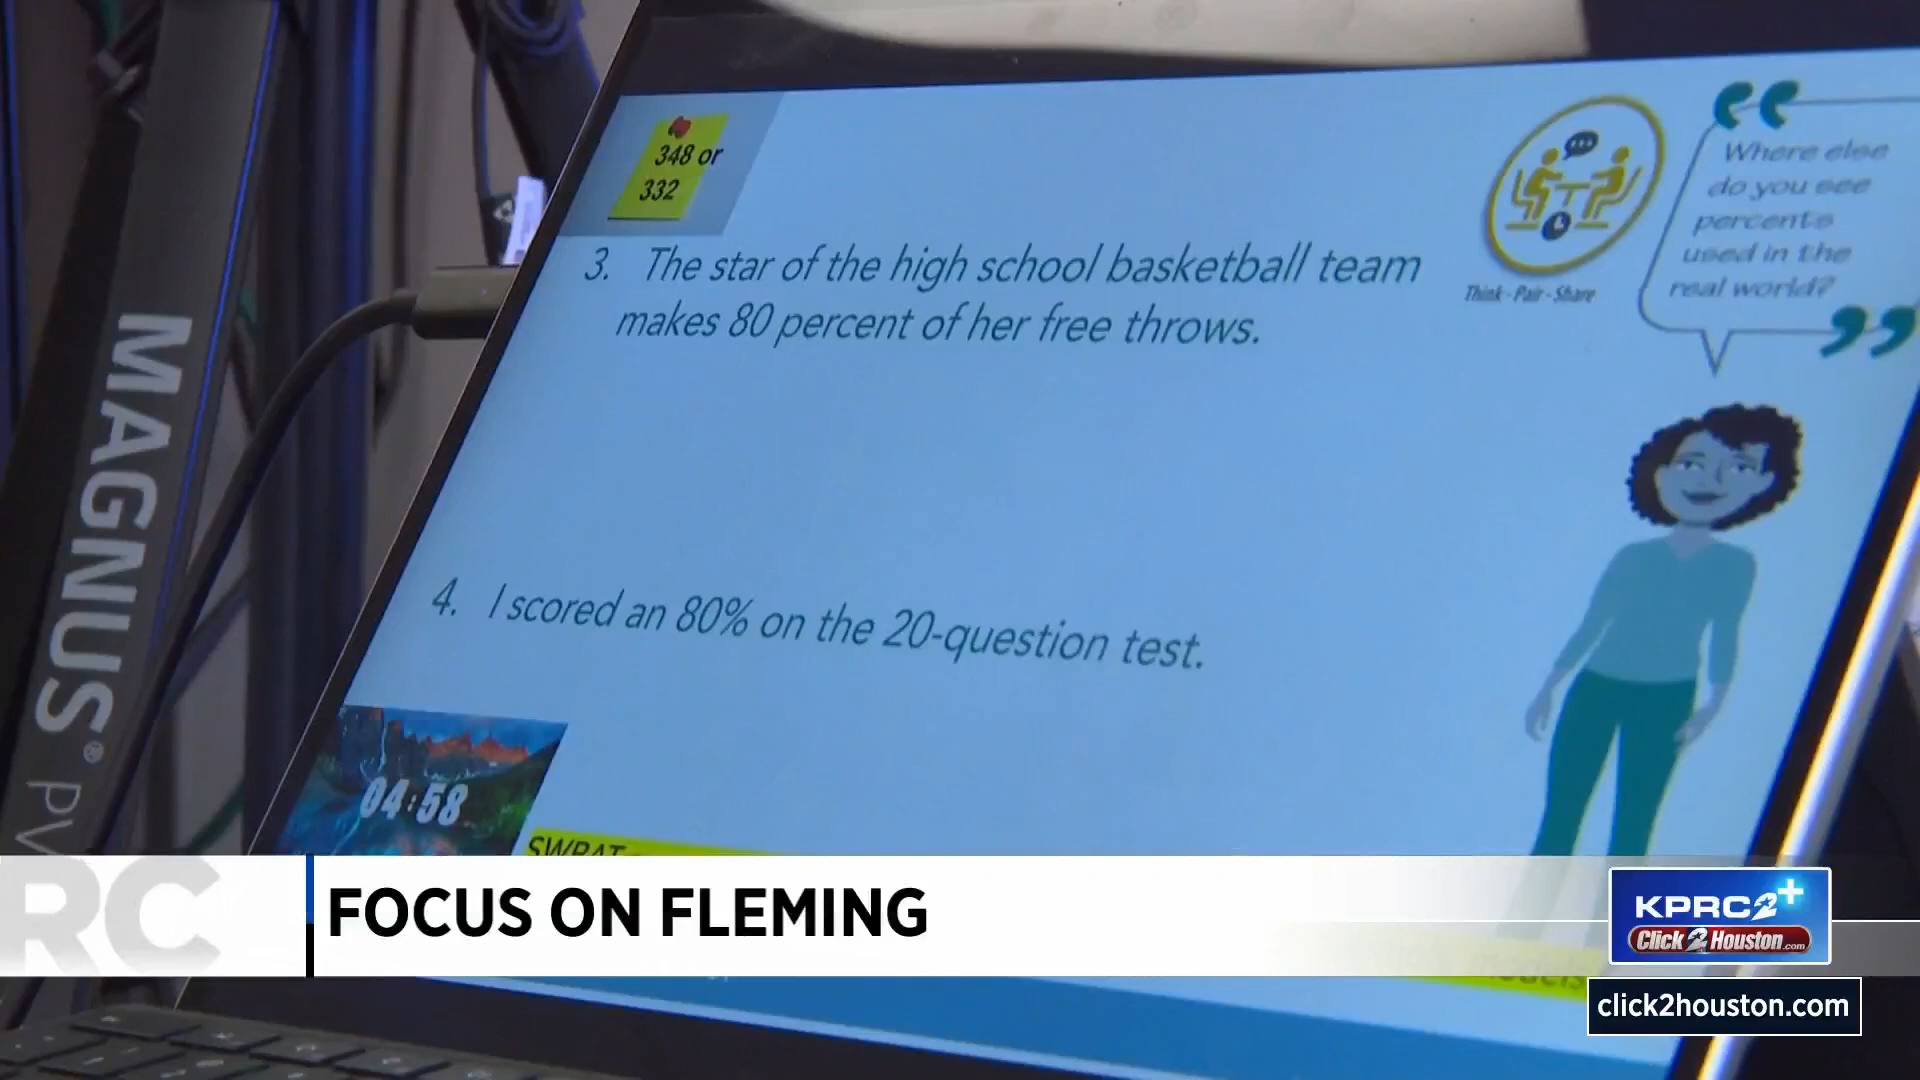 348 or
332
3. The star of the high school basketball team
makes 80 percent of her free throws.
Think - Pair - Share
Where else
do you see
percents
used in the
real world?
4. I scored an 80% on the 20-question test.
04:58
MAGNUS® PV
RC
FOCUS ON FLEMING
KPRC2+
Click2Houston.com
click2houston.com